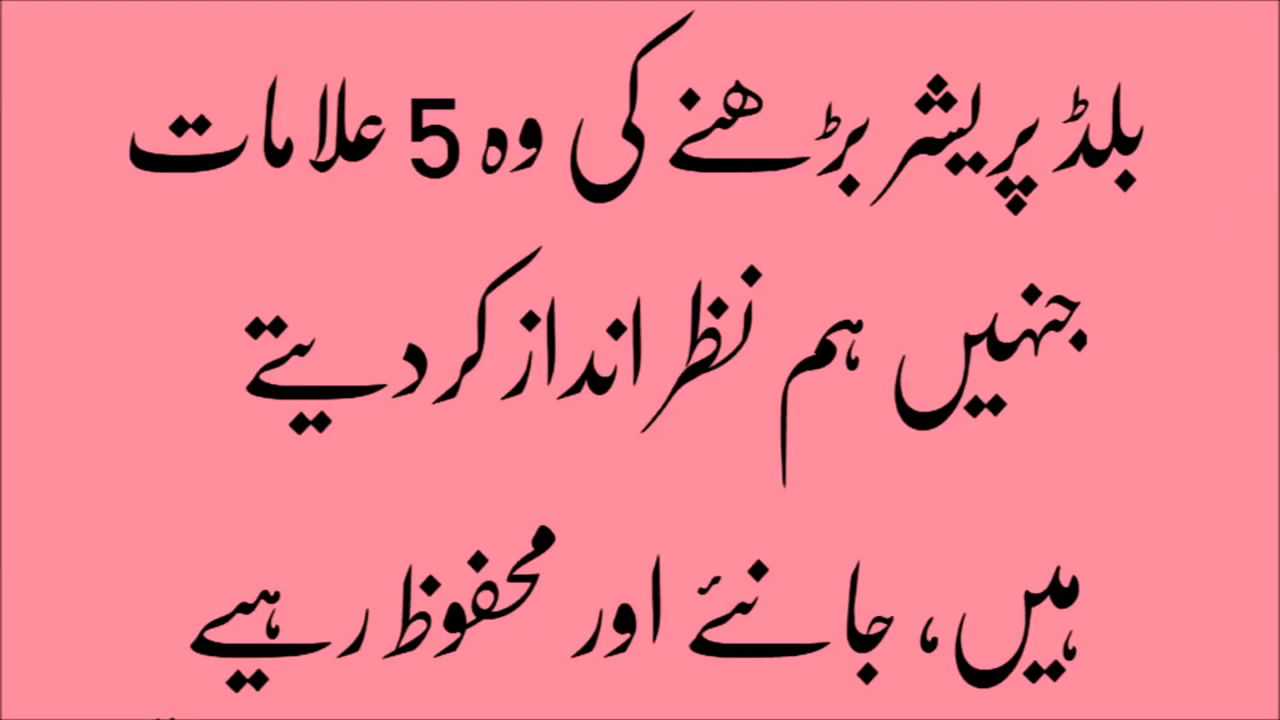 بلڈ پریشر بڑھنے کی وہ 5 علامات
جنہیں ہم نظر انداز کر دیتے
ہیں، جانئے اور محفوظ رہیے